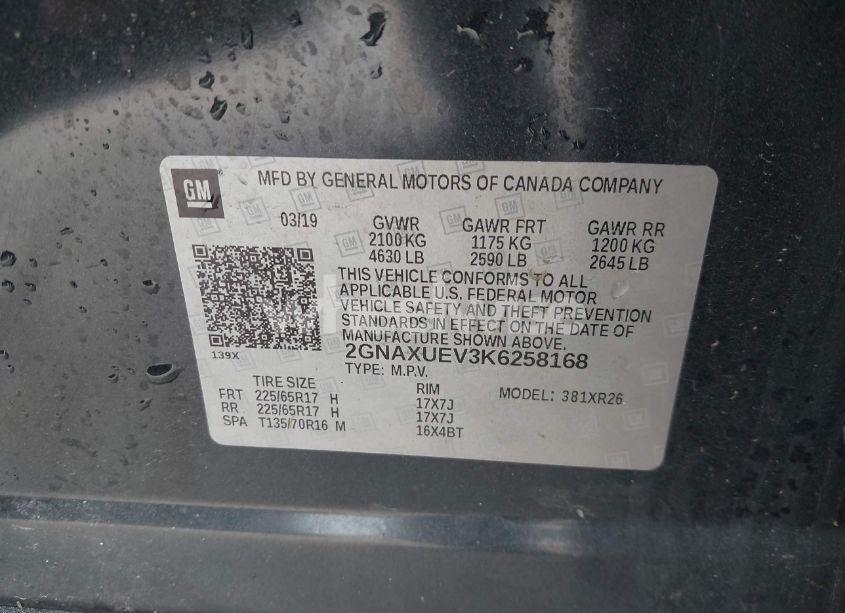 GM
MFD BY GENERAL MOTORS OF CANADA COMPANY
03/19 GVWR GAWR FRT GAWR RR
2100 KG 1175 KG 1200 KG
4630 LB 2590 LB 2645 LB
THIS VEHICLE CONFORMS TO ALL
APPLICABLE U.S. FEDERAL MOTOR
VEHICLE SAFETY AND THEFT PREVENTION
STANDARDS IN EFFECT ON THE DATE OF
MANUFACTURE SHOWN ABOVE.
139X
2GNAXUEV3K6258168
TYPE: M.P.V.
TIRE SIZE RIM MODEL: 381XR26
FRT 225/65R17 H 17X7J
RR 225/65R17 H 17X7J
SPA T135/70R16 M 16X4BT